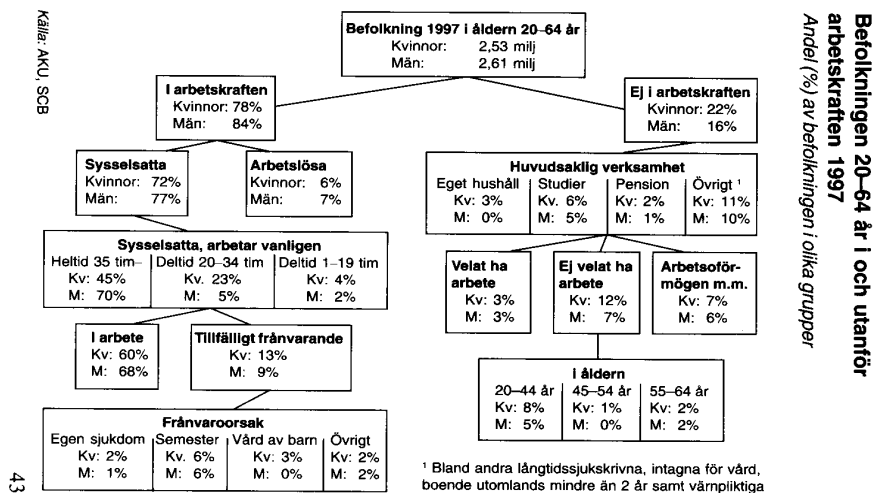 Befolkningen 20–64 år i och utanför
arbetskraften 1997
Andel (%) av befolkningen i olika grupper
Befolkning 1997 i åldern 20–64 år
Kvinnor: 2,53 milj
Män: 2,61 milj
I arbetskraften
Kvinnor: 78%
Män: 84%
Ej i arbetskraften
Kvinnor: 22%
Män: 16%
Sysselsatta
Kvinnor: 72%
Män: 77%
Arbetslösa
Kvinnor: 6%
Män: 7%
Huvudsaklig verksamhet
Eget hushåll Studier Pension Övrigt ¹
Kv: 3% Kv. 6% Kv: 2% Kv: 11%
M: 0% M: 5% M: 1% M: 10%
Sysselsatta, arbetar vanligen
Heltid 35 tim– Deltid 20–34 tim Deltid 1–19 tim
Kv: 45% Kv. 23% Kv: 4%
M: 70% M: 5% M: 2%
Velat ha
arbete
Kv: 3%
M: 3%
Ej velat ha
arbete
Kv: 12%
M: 7%
Arbetsoför-
mögen m.m.
Kv: 7%
M: 6%
I arbete
Kv: 60%
M: 68%
Tillfälligt frånvarande
Kv: 13%
M: 9%
i åldern
20–44 år 45–54 år 55–64 år
Kv: 8% Kv: 1% Kv: 2%
M: 5% M: 0% M: 2%
Frånvaroorsak
Egen sjukdom Semester Vård av barn Övrigt
Kv: 2% Kv. 6% Kv: 3% Kv: 2%
M: 1% M: 6% M: 0% M: 2%
¹ Bland andra långtidssjukskrivna, intagna för vård,
boende utomlands mindre än 2 år samt värnpliktiga
Källa: AKU, SCB
43